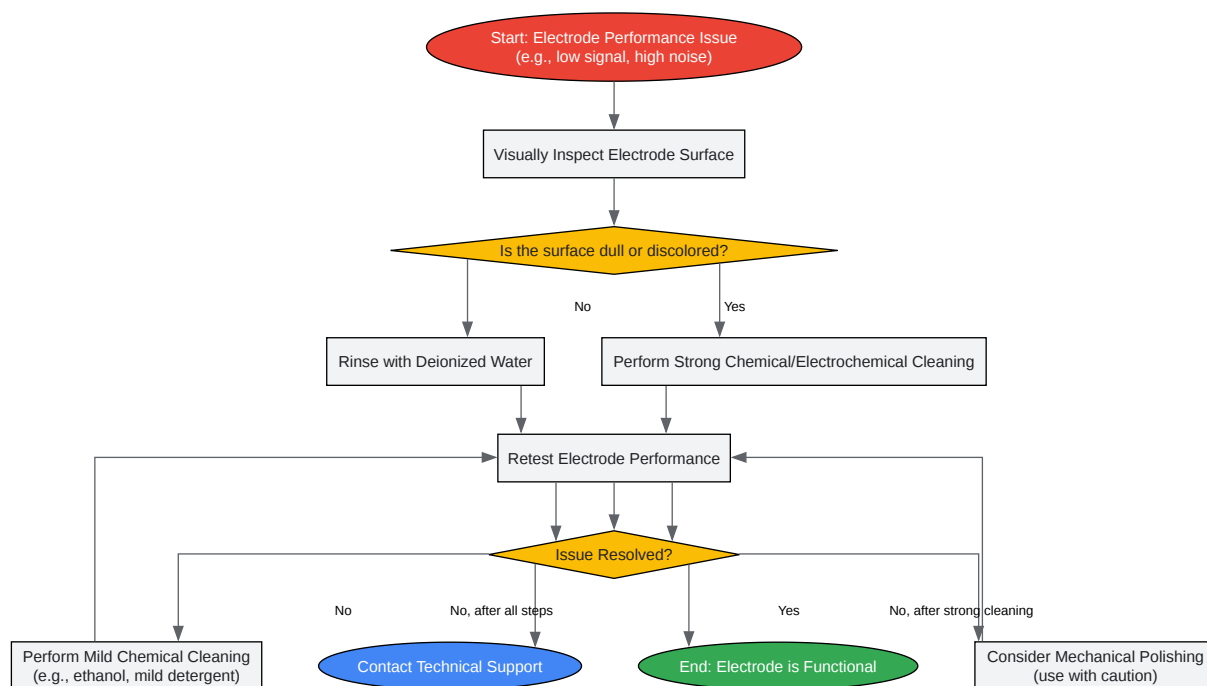 Start: Electrode Performance Issue
(e.g., low signal, high noise)
Visually Inspect Electrode Surface
Is the surface dull or discolored?
No
Yes
Rinse with Deionized Water
Perform Strong Chemical/Electrochemical Cleaning
Retest Electrode Performance
Issue Resolved?
No
No, after all steps
Yes
No, after strong cleaning
Perform Mild Chemical Cleaning
(e.g., ethanol, mild detergent)
Contact Technical Support
End: Electrode is Functional
Consider Mechanical Polishing
(use with caution)